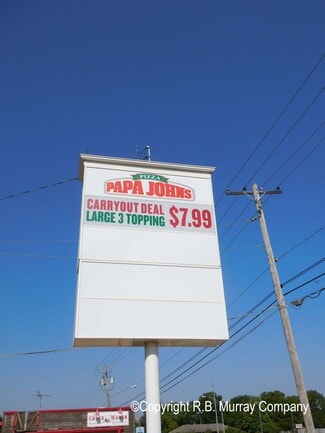 PIZZA
PAPA JOHNS
CARRYOUT DEAL
LARGE 3 TOPPING $7.99
©Copyright R.B. Murray Company